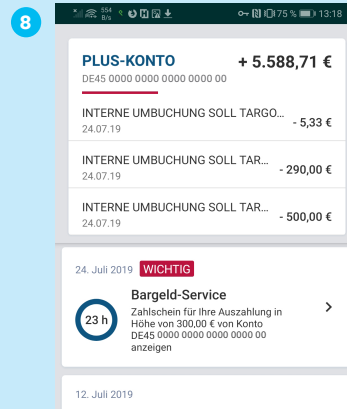 8
554 B/s 75 % 13:18
PLUS-KONTO + 5.588,71 €
DE45 0000 0000 0000 0000 00
INTERNE UMBUCHUNG SOLL TARGO... - 5,33 €
24.07.19
INTERNE UMBUCHUNG SOLL TAR... - 290,00 €
24.07.19
INTERNE UMBUCHUNG SOLL TAR... - 500,00 €
24.07.19
24. Juli 2019 WICHTIG
Bargeld-Service
23 h
Zahlschein für Ihre Auszahlung in
Höhe von 300,00 € von Konto
DE45 0000 0000 0000 0000 00
anzeigen
12. Juli 2019